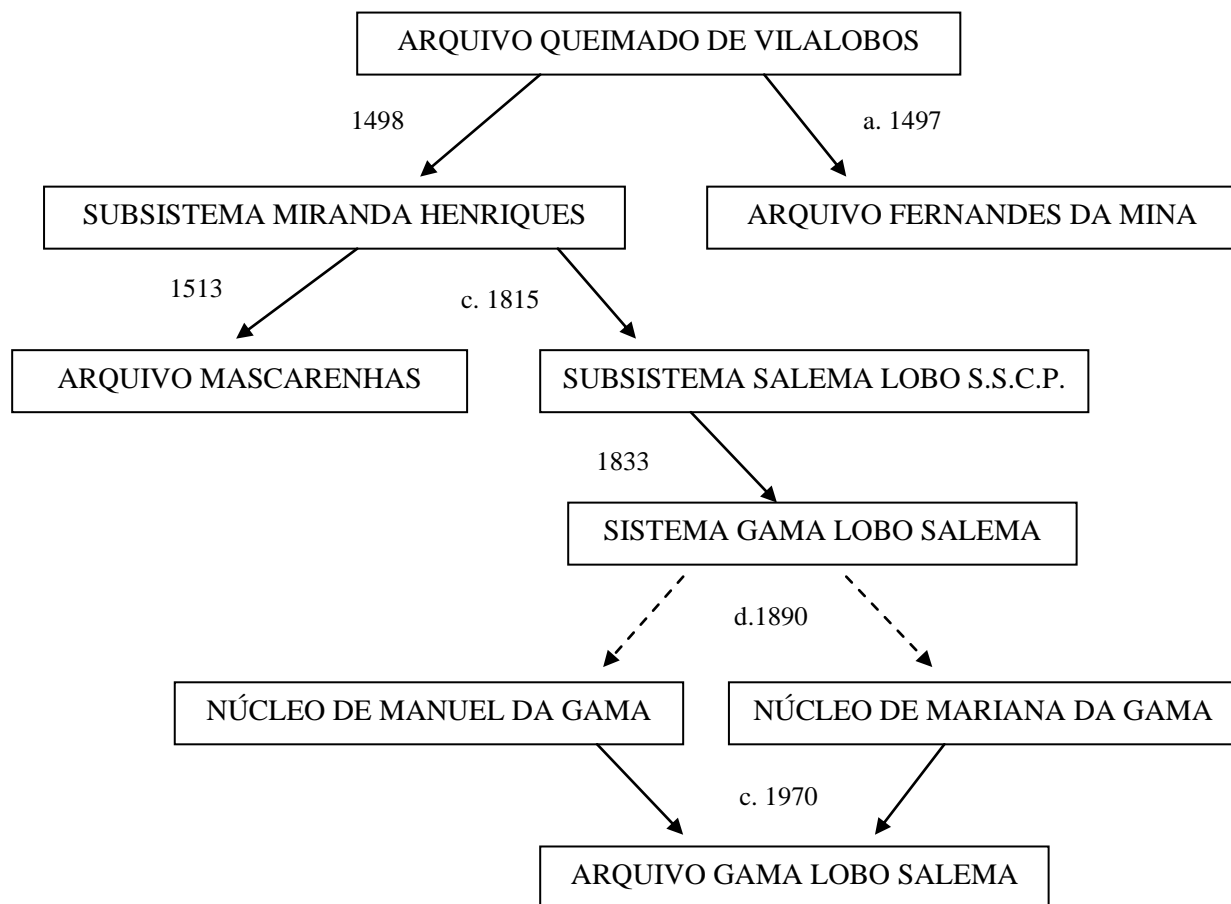 ARQUIVO QUEIMADO DE VILALOBOS
1498
a. 1497
SUBSISTEMA MIRANDA HENRIQUES
ARQUIVO FERNANDES DA MINA
1513
c. 1815
ARQUIVO MASCARENHAS
SUBSISTEMA SALEMA LOBO S.S.C.P.
1833
SISTEMA GAMA LOBO SALEMA
d.1890
NÚCLEO DE MANUEL DA GAMA
NÚCLEO DE MARIANA DA GAMA
c. 1970
ARQUIVO GAMA LOBO SALEMA